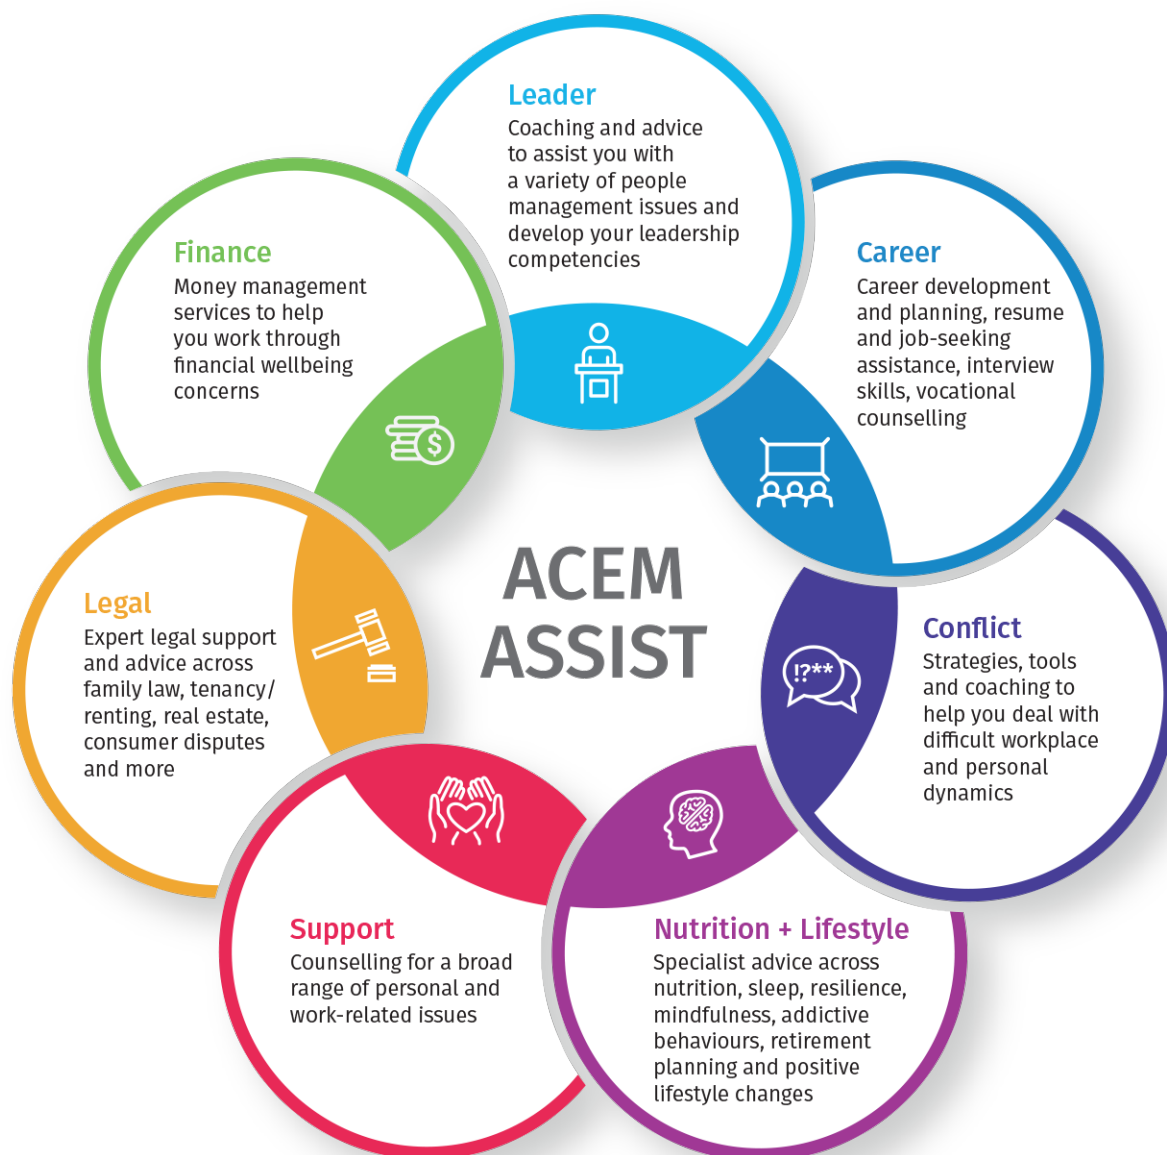 Leader
Coaching and advice
to assist you with
a variety of people
management issues and
develop your leadership
competencies
Career
Career development
and planning, resume
and job-seeking
assistance, interview
skills, vocational
counselling
Conflict
Strategies, tools
and coaching to
help you deal with
difficult workplace
and personal
dynamics
Nutrition + Lifestyle
Specialist advice across
nutrition, sleep, resilience,
mindfulness, addictive
behaviours, retirement
planning and positive
lifestyle changes
Support
Counselling for a broad
range of personal and
work-related issues
Legal
Expert legal support
and advice across
family law, tenancy/
renting, real estate,
consumer disputes
and more
Finance
Money management
services to help
you work through
financial wellbeing
concerns
$
!?**
ACEM
ASSIST